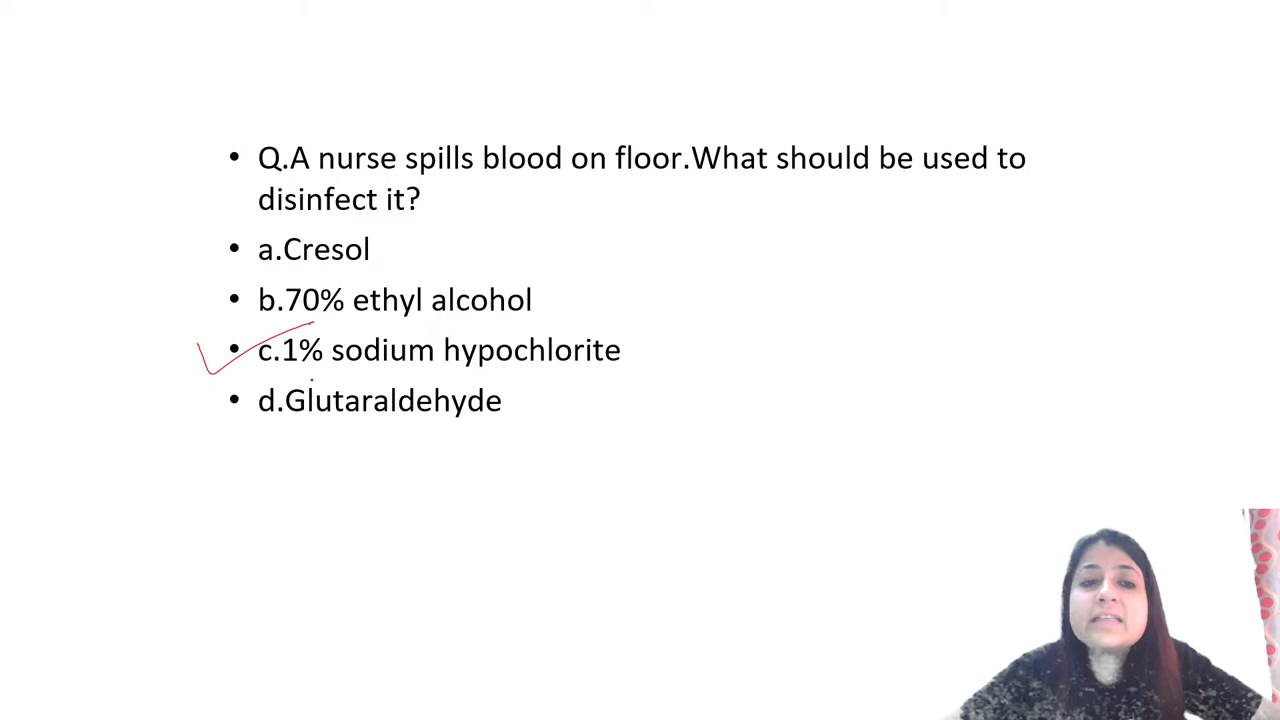 • Q.A nurse spills blood on floor.What should be used to
disinfect it?
• a.Cresol
• b.70% ethyl alcohol
• c.1% sodium hypochlorite
• d.Glutaraldehyde